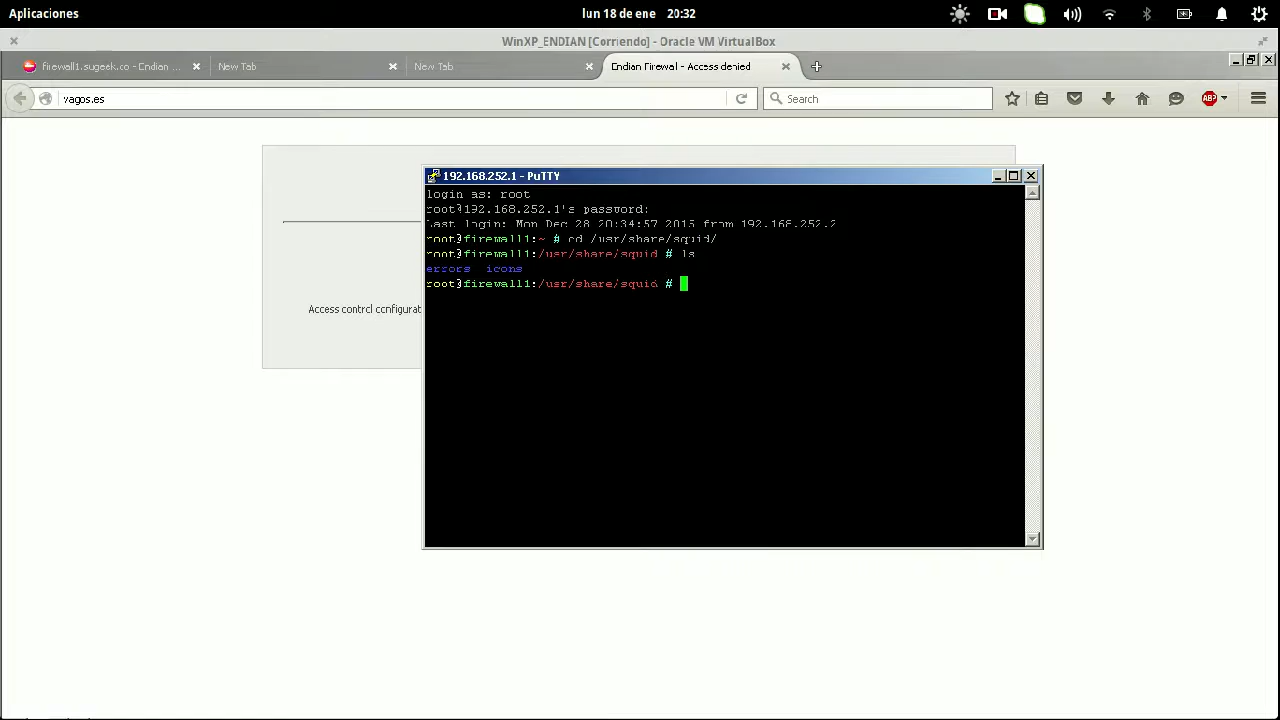 Aplicaciones
lun 18 de ene 20:32
WinXP_ENDIAN [Corriendo] - Oracle VM VirtualBox
firewall1.sugeek.co - Endian ...
New Tab
New Tab
Endian Firewall - Access denied
vagos.es
Search
ABP
192.168.252.1 - PuTTY
login as: root
root@192.168.252.1's password:
Last login: Mon Dec 28 20:34:57 2015 from 192.168.252.2
root@firewall1:~ # cd /usr/share/squid/
root@firewall1:/usr/share/squid # ls
errors icons
root@firewall1:/usr/share/squid #
Access control configurat